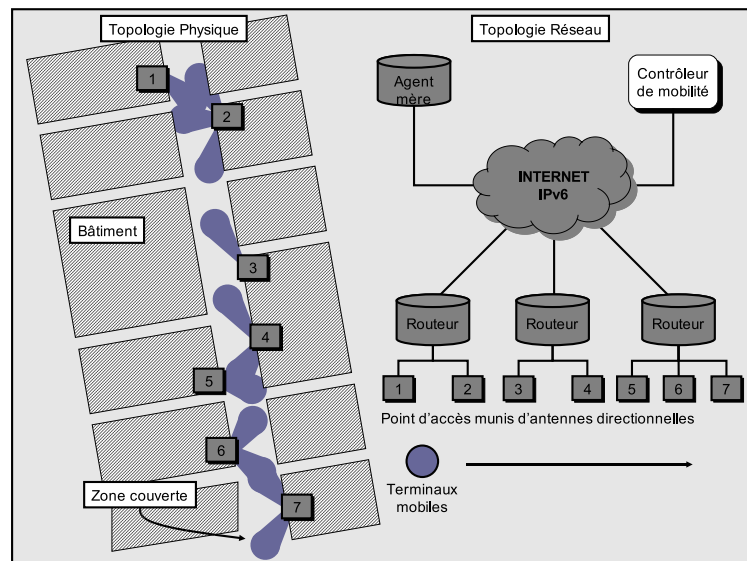 Topologie Physique
Topologie Réseau
1
2
Bâtiment
3
4
5
6
7
Zone couverte
Agent
mère
Contrôleur
de mobilité
INTERNET
IPv6
Routeur
Routeur
Routeur
1
2
3
4
5
6
7
Point d'accès munis d'antennes directionnelles
Terminaux
mobiles